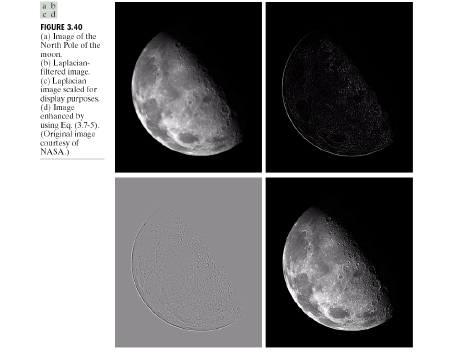 a b
c d
FIGURE 3.40
(a) Image of the
North Pole of the
moon.
(b) Laplacian-
filtered image.
(c) Laplacian
image scaled for
display purposes.
(d) Image
enhanced by
using Eq. (3.7-5).
(Original image
courtesy of
NASA.)